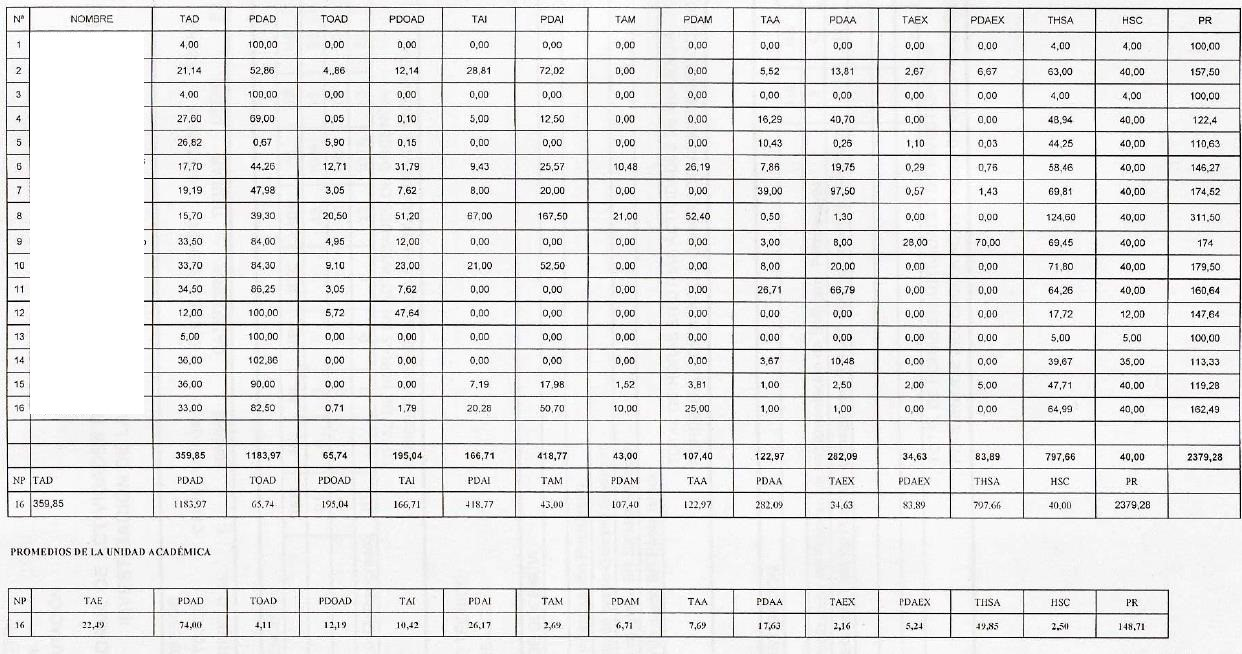 Nº NOMBRE TAD PDAD TOAD PDOAD TAI PDAI TAM PDAM TAA PDAA TAEX PDAEX THSA HSC PR
1 4,00 100,00 0,00 0,00 0,00 0,00 0,00 0,00 0,00 0,00 0,00 0,00 4,00 4,00 100,00
2 21,14 52,86 4,,86 12,14 28,81 72,02 0,00 0,00 5,52 13,81 2,67 6,67 63,00 40,00 157,50
3 4,00 100,00 0,00 0,00 0,00 0,00 0,00 0,00 0,00 0,00 0,00 0,00 4,00 4,00 100,00
4 27,60 69,00 0,05 0,10 5,00 12,50 0,00 0,00 16,29 40,70 0,00 0,00 48,94 40,00 122,4
5 26,82 0,67 5,90 0,15 0,00 0,00 0,00 0,00 10,43 0,26 1,10 0,03 44,25 40,00 110,63
6 17,70 44,26 12,71 31,79 9,43 25,57 10,48 26,19 7,86 19,75 0,29 0,76 58,46 40,00 146,27
7 19,19 47,98 3,05 7,62 8,00 20,00 0,00 0,00 39,00 97,50 0,57 1,43 69,81 40,00 174,52
8 15,70 39,30 20,50 51,20 67,00 167,50 21,00 52,40 0,50 1,30 0,00 0,00 124,60 40,00 311,50
9 33,50 84,00 4,95 12,00 0,00 0,00 0,00 0,00 3,00 8,00 28,00 70,00 69,45 40,00 174
10 33,70 84,30 9,10 23,00 21,00 52,50 0,00 0,00 8,00 20,00 0,00 0,00 71,80 40,00 179,50
11 34,50 86,25 3,05 7,62 0,00 0,00 0,00 0,00 26,71 66,79 0,00 0,00 64,26 40,00 160,64
12 12,00 100,00 5,72 47,64 0,00 0,00 0,00 0,00 0,00 0,00 0,00 0,00 17,72 12,00 147,64
13 5,00 100,00 0,00 0,00 0,00 0,00 0,00 0,00 0,00 0,00 0,00 0,00 5,00 5,00 100,00
14 36,00 102,86 0,00 0,00 0,00 0,00 0,00 0,00 3,67 10,48 0,00 0,00 39,67 35,00 113,33
15 36,00 90,00 0,00 0,00 7,19 17,98 1,52 3,81 1,00 2,50 2,00 5,00 47,71 40,00 119,28
16 33,00 82,50 0,71 1,79 20,28 50,70 10,00 25,00 1,00 1,00 0,00 0,00 64,99 40,00 162,49
359,85 1183,97 65,74 195,04 166,71 418,77 43,00 107,40 122,97 282,09 34,63 83,89 797,66 40,00 2379,28
NP TAD PDAD TOAD PDOAD TAI PDAI TAM PDAM TAA PDAA TAEX PDAEX THSA HSC PR
16 359,85 1183,97 65,74 195,04 166,71 418,77 43,00 107,40 122,97 282,09 34,63 83,89 797,66 40,00 2379,28
PROMEDIOS DE LA UNIDAD ACADÉMICA
NP TAE PDAD TOAD PDOAD TAI PDAI TAM PDAM TAA PDAA TAEX PDAEX THSA HSC PR
16 22,49 74,00 4,11 12,19 10,42 26,17 2,69 6,71 7,69 17,63 2,16 5,24 49,85 2,50 148,71